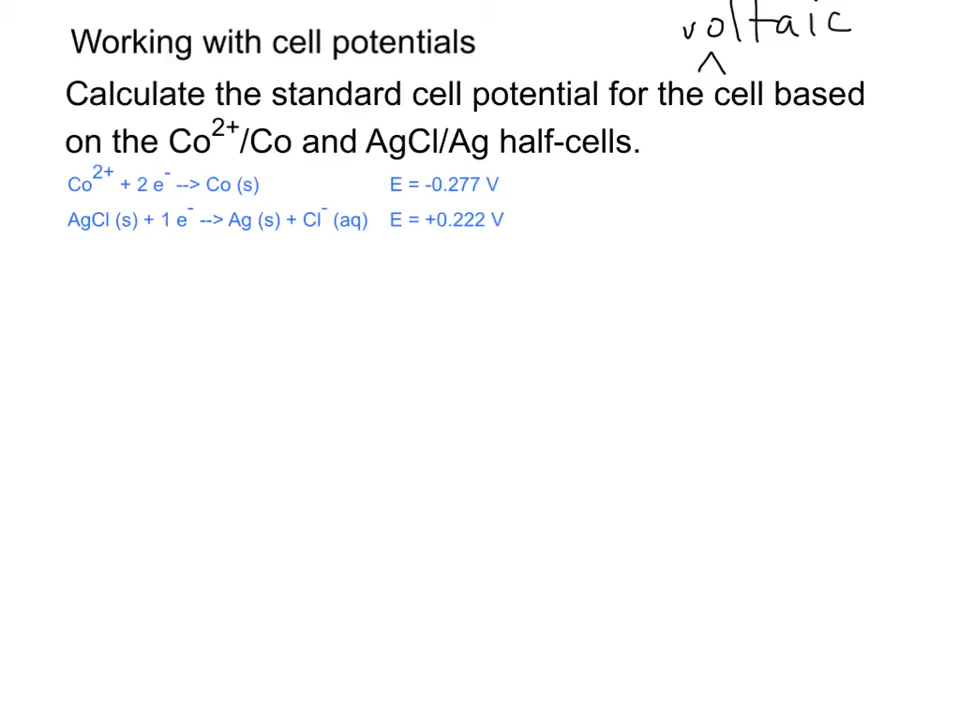 voltaic
Working with cell potentials
^
Calculate the standard cell potential for the cell based
on the Co²⁺/Co and AgCl/Ag half-cells.
Co²⁺ + 2 e⁻ --> Co (s) E = -0.277 V
AgCl (s) + 1 e⁻ --> Ag (s) + Cl⁻ (aq) E = +0.222 V